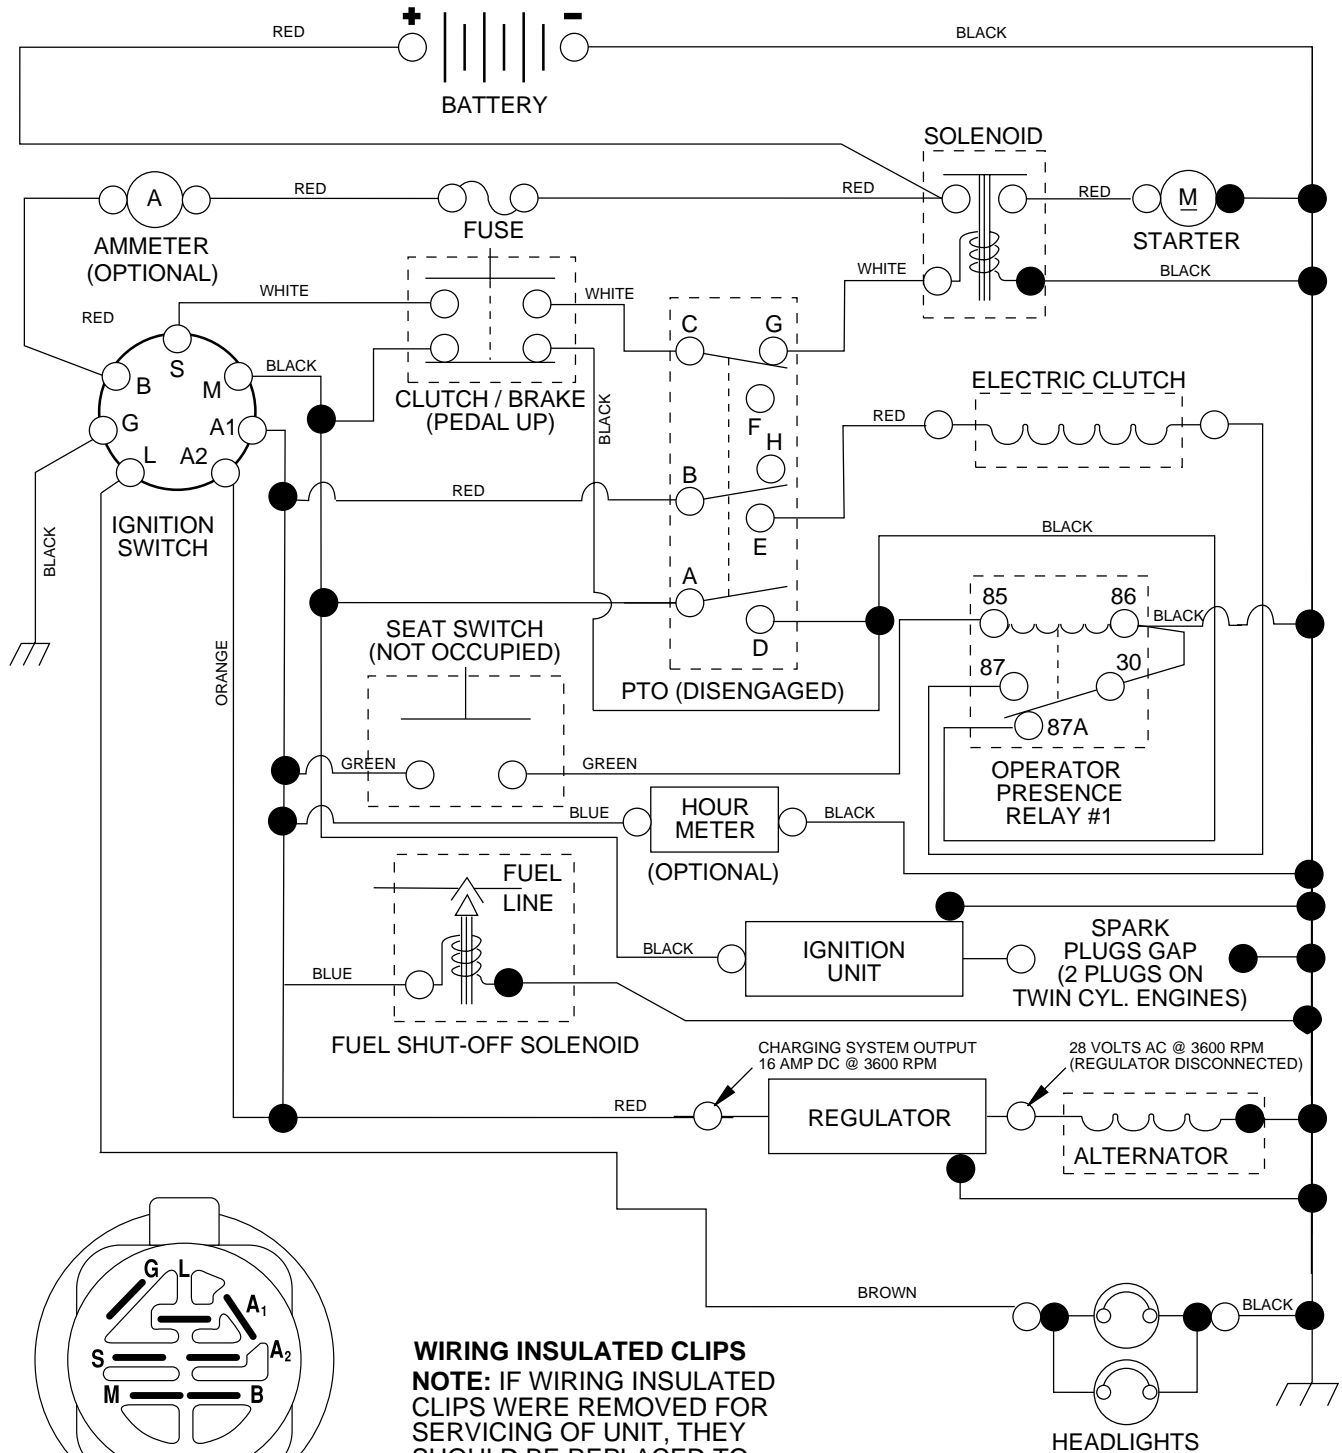 + -
RED
BLACK
BATTERY
SOLENOID
A
RED
RED
RED
M
FUSE
STARTER
AMMETER
(OPTIONAL)
WHITE
BLACK
WHITE
WHITE
RED
C G
S
B
M
BLACK
ELECTRIC CLUTCH
CLUTCH / BRAKE
(PEDAL UP)
BLACK
F
RED
G
A1
H
L A2
B
RED
IGNITION
SWITCH
BLACK
E
BLACK
A
85 86
BLACK
SEAT SWITCH
(NOT OCCUPIED)
D
ORANGE
87 30
PTO (DISENGAGED)
87A
GREEN
GREEN
OPERATOR
PRESENCE
RELAY #1
BLUE
HOUR
METER
BLACK
(OPTIONAL)
FUEL
LINE
BLACK
IGNITION
UNIT
SPARK
PLUGS GAP
(2 PLUGS ON
TWIN CYL. ENGINES)
BLUE
FUEL SHUT-OFF SOLENOID
CHARGING SYSTEM OUTPUT
16 AMP DC @ 3600 RPM
28 VOLTS AC @ 3600 RPM
(REGULATOR DISCONNECTED)
RED
REGULATOR
ALTERNATOR
G L
A1
S
A2
M B
BROWN
BLACK
WIRING INSULATED CLIPS
NOTE: IF WIRING INSULATED
CLIPS WERE REMOVED FOR
SERVICING OF UNIT, THEY
SHOULD BE REPLACED TO
HEADLIGHTS